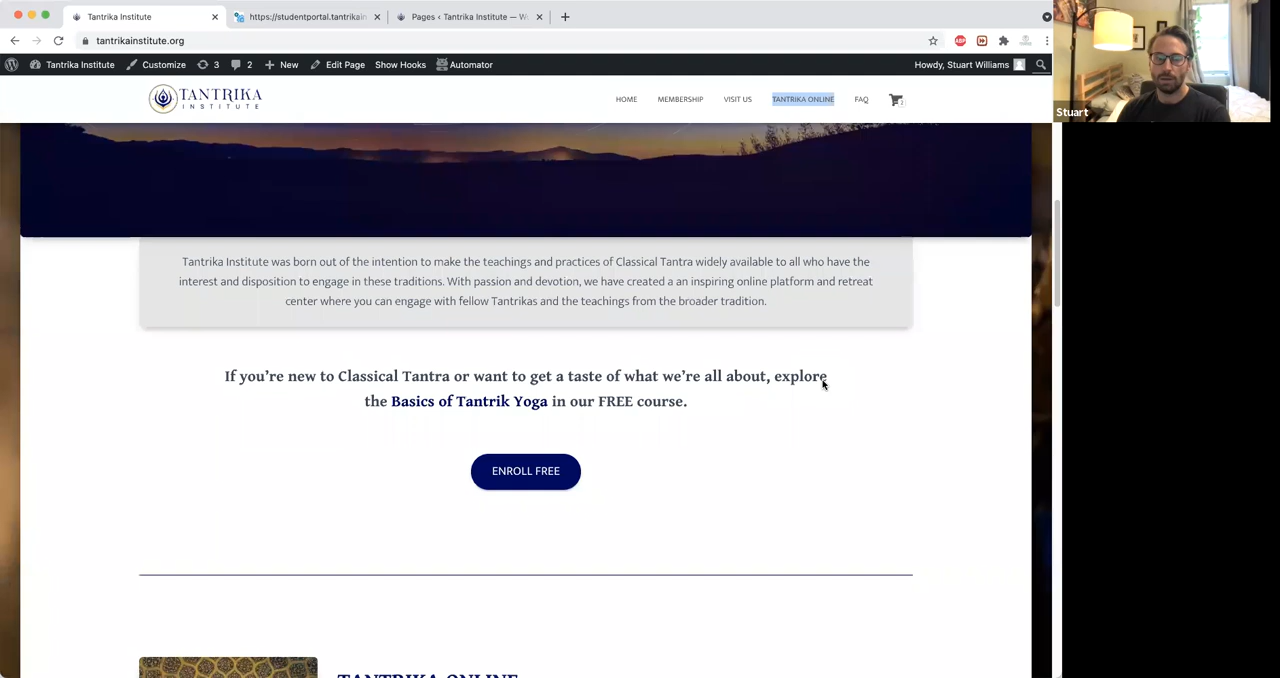 Tantrika Institute
https://studentportal.tantrikain
Pages ‹ Tantrika Institute — W
tantrikainstitute.org
ABP
Tantrika Institute Customize 3 2 New Edit Page Show Hooks Automator Howdy, Stuart Williams
TANTRIKA
INSTITUTE
HOME MEMBERSHIP VISIT US TANTRIKA ONLINE FAQ 2
Stuart
Tantrika Institute was born out of the intention to make the teachings and practices of Classical Tantra widely available to all who have the
interest and disposition to engage in these traditions. With passion and devotion, we have created a an inspiring online platform and retreat
center where you can engage with fellow Tantrikas and the teachings from the broader tradition.
If you’re new to Classical Tantra or want to get a taste of what we’re all about, explore
the Basics of Tantrik Yoga in our FREE course.
ENROLL FREE
TANTRIKA ONLINE